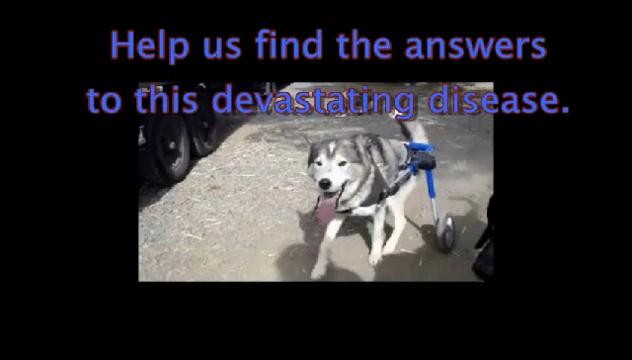 Help us find the answers
to this devastating disease.